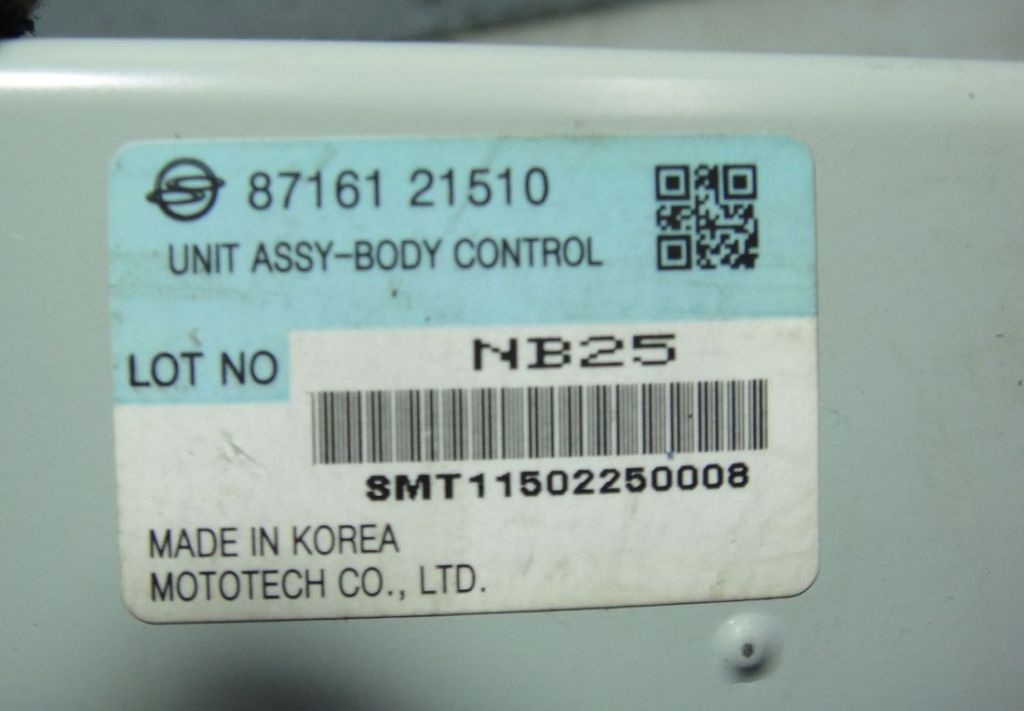 87161 21510
UNIT ASSY-BODY CONTROL
LOT NO
NB25
SMT11502250008
MADE IN KOREA
MOTOTECH CO., LTD.